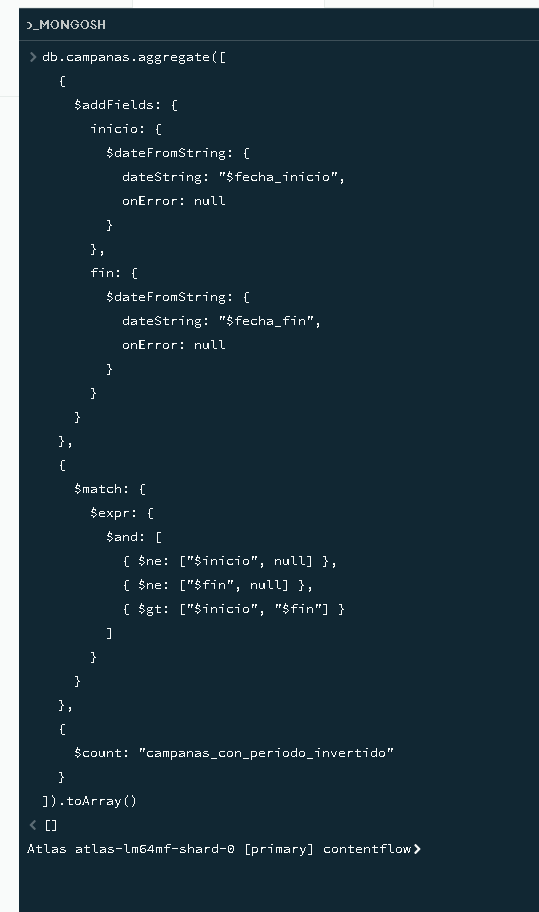 >_MONGOSH
> db.campanas.aggregate([
{
$addFields: {
inicio: {
$dateFromString: {
dateString: "$fecha_inicio",
onError: null
}
},
fin: {
$dateFromString: {
dateString: "$fecha_fin",
onError: null
}
}
}
},
{
$match: {
$expr: {
$and: [
{ $ne: ["$inicio", null] },
{ $ne: ["$fin", null] },
{ $gt: ["$inicio", "$fin"] }
]
}
}
},
{
$count: "campanas_con_periodo_invertido"
}
]).toArray()
< []
Atlas atlas-lm64mf-shard-0 [primary] contentflow>